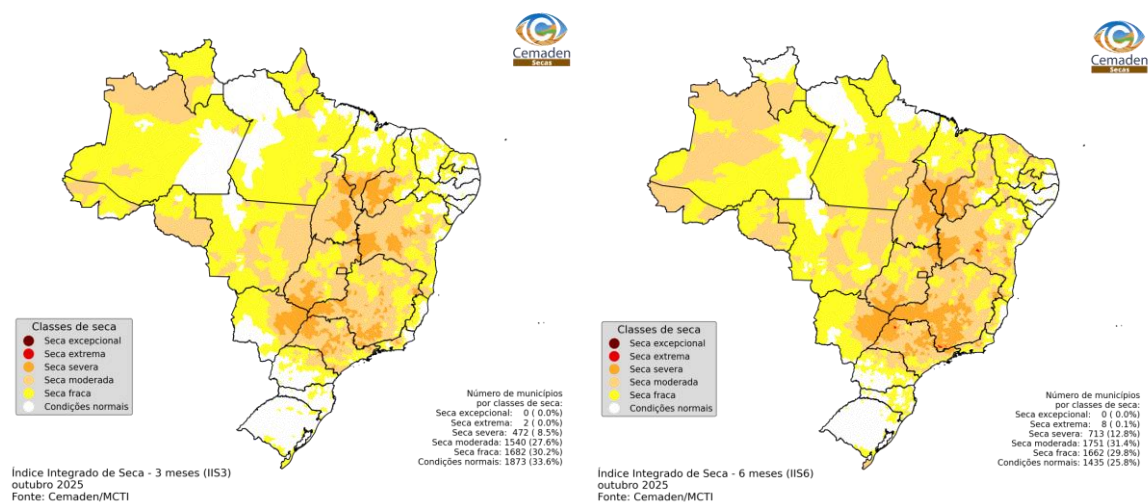 Cemaden
Secas
Classes de seca
Seca excepcional
Seca extrema
Seca severa
Seca moderada
Seca fraca
Condições normais
Número de municípios
por classes de seca:
Seca excepcional: 0 ( 0.0%)
Seca extrema: 2 ( 0.0%)
Seca severa: 472 ( 8.5%)
Seca moderada: 1540 (27.6%)
Seca fraca: 1682 (30.2%)
Condições normais: 1873 (33.6%)
Índice Integrado de Seca - 3 meses (IIS3)
outubro 2025
Fonte: Cemaden/MCTI
Cemaden
Secas
Classes de seca
Seca excepcional
Seca extrema
Seca severa
Seca moderada
Seca fraca
Condições normais
Número de municípios
por classes de seca:
Seca excepcional: 0 ( 0.0%)
Seca extrema: 8 ( 0.1%)
Seca severa: 713 (12.8%)
Seca moderada: 1751 (31.4%)
Seca fraca: 1662 (29.8%)
Condições normais: 1435 (25.8%)
Índice Integrado de Seca - 6 meses (IIS6)
outubro 2025
Fonte: Cemaden/MCTI